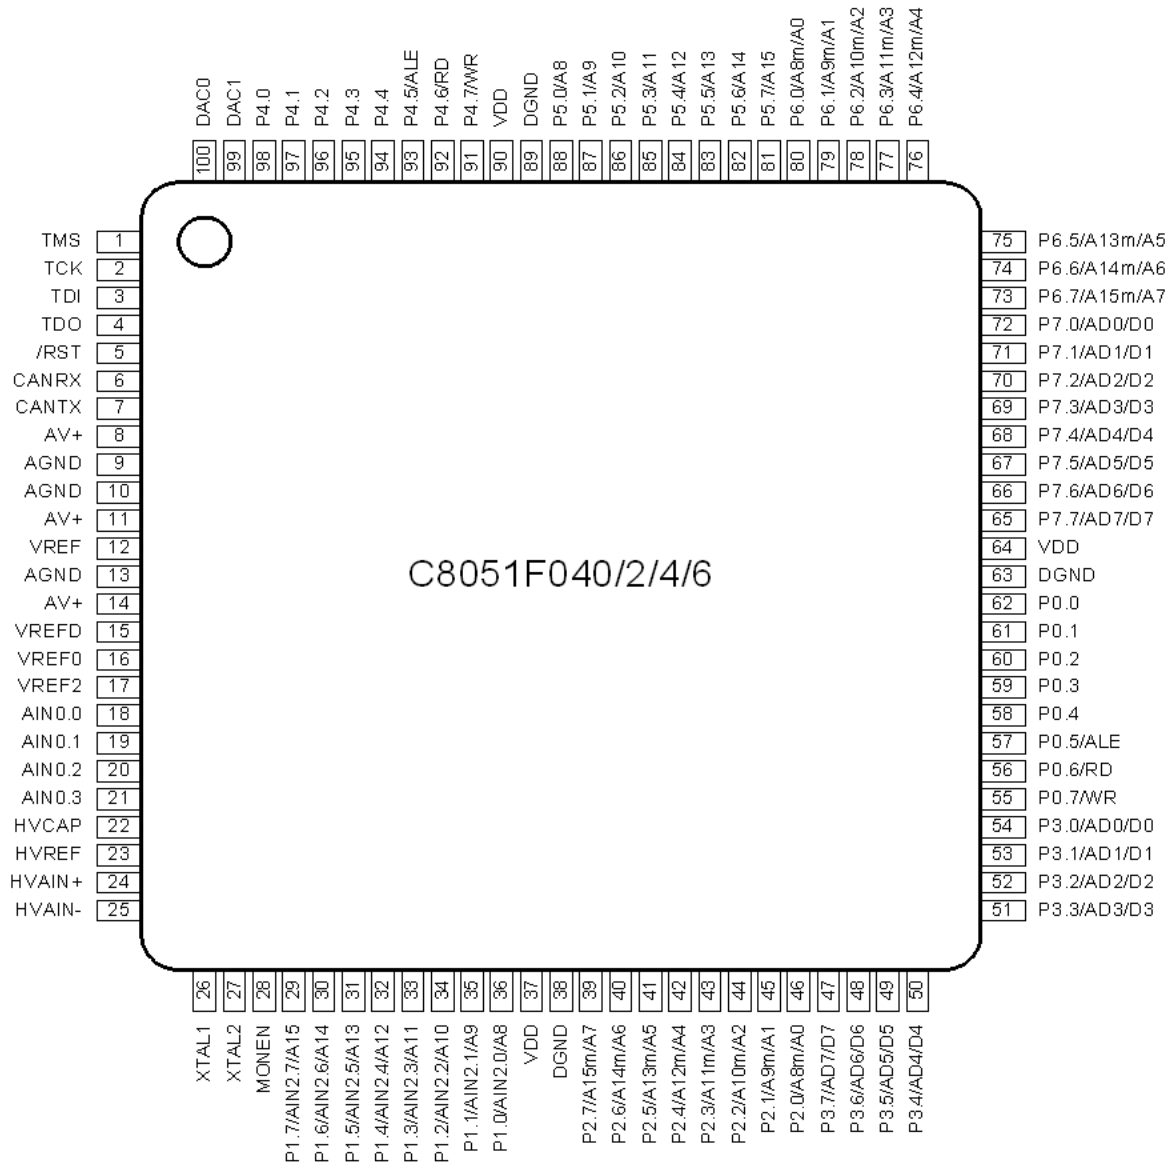 DAC0
DAC1
P4.0
P4.1
P4.2
P4.3
P4.4
P4.5/ALE
P4.6/RD
P4.7/WR
VDD
DGND
P5.0/A8
P5.1/A9
P5.2/A10
P5.3/A11
P5.4/A12
P5.5/A13
P5.6/A14
P5.7/A15
P6.0/A8m/A0
P6.1/A9m/A1
P6.2/A10m/A2
P6.3/A11m/A3
P6.4/A12m/A4
100
99
98
97
96
95
94
93
92
91
90
89
88
87
86
85
84
83
82
81
80
79
78
77
76
TMS 1
TCK 2
TDI 3
TDO 4
/RST 5
CANRX 6
CANTX 7
AV+ 8
AGND 9
AGND 10
AV+ 11
VREF 12
AGND 13
AV+ 14
VREFD 15
VREF0 16
VREF2 17
AIN0.0 18
AIN0.1 19
AIN0.2 20
AIN0.3 21
HVCAP 22
HVREF 23
HVAIN+ 24
HVAIN- 25
C8051F040/2/4/6
75 P6.5/A13m/A5
74 P6.6/A14m/A6
73 P6.7/A15m/A7
72 P7.0/AD0/D0
71 P7.1/AD1/D1
70 P7.2/AD2/D2
69 P7.3/AD3/D3
68 P7.4/AD4/D4
67 P7.5/AD5/D5
66 P7.6/AD6/D6
65 P7.7/AD7/D7
64 VDD
63 DGND
62 P0.0
61 P0.1
60 P0.2
59 P0.3
58 P0.4
57 P0.5/ALE
56 P0.6/RD
55 P0.7/WR
54 P3.0/AD0/D0
53 P3.1/AD1/D1
52 P3.2/AD2/D2
51 P3.3/AD3/D3
26
27
28
29
30
31
32
33
34
35
36
37
38
39
40
41
42
43
44
45
46
47
48
49
50
XTAL1
XTAL2
MONEN
P1.7/AIN2.7/A15
P1.6/AIN2.6/A14
P1.5/AIN2.5/A13
P1.4/AIN2.4/A12
P1.3/AIN2.3/A11
P1.2/AIN2.2/A10
P1.1/AIN2.1/A9
P1.0/AIN2.0/A8
VDD
DGND
P2.7/A15m/A7
P2.6/A14m/A6
P2.5/A13m/A5
P2.4/A12m/A4
P2.3/A11m/A3
P2.2/A10m/A2
P2.1/A9m/A1
P2.0/A8m/A0
P3.7/AD7/D7
P3.6/AD6/D6
P3.5/AD5/D5
P3.4/AD4/D4